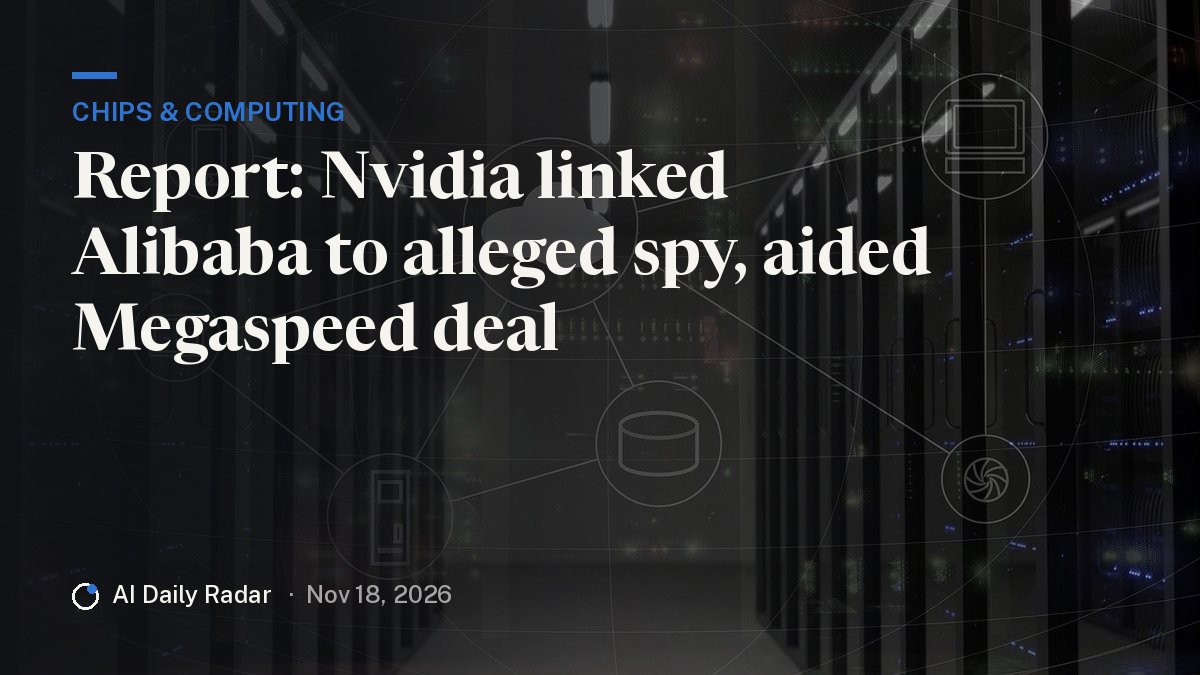 CHIPS & COMPUTING
Report: Nvidia linked
Alibaba to alleged spy, aided
Megaspeed deal
AI Daily Radar · Nov 18, 2026